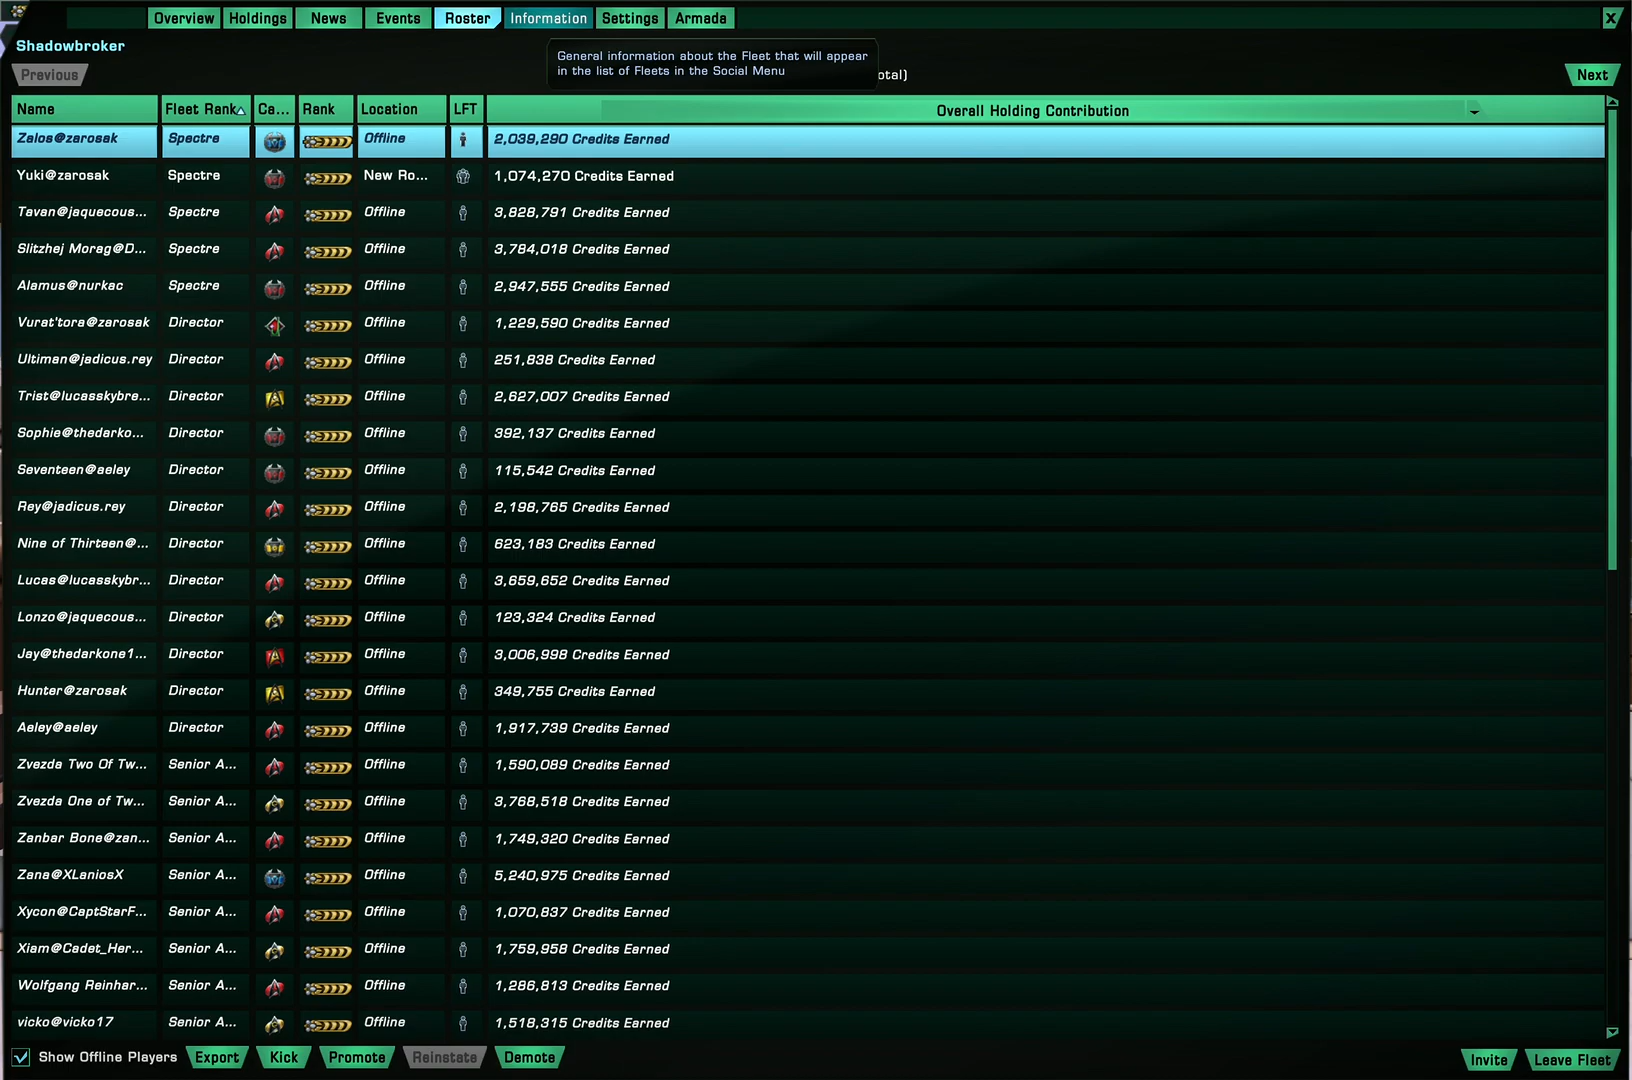 Overview Holdings News Events Roster Information Settings Armada X
Shadowbroker
General information about the Fleet that will appear
in the list of Fleets in the Social Menu
Previous otal) Next
Name Fleet Rank Ca... Rank Location LFT Overall Holding Contribution
Zalos@zarosak Spectre Offline 2,039,290 Credits Earned
Yuki@zarosak Spectre New Ro... 1,074,270 Credits Earned
Tavan@jaquecous... Spectre Offline 3,828,791 Credits Earned
Slitzhej Morag@D... Spectre Offline 3,784,018 Credits Earned
Alamus@nurkac Spectre Offline 2,947,555 Credits Earned
Vurat'tora@zarosak Director Offline 1,229,590 Credits Earned
Ultiman@jadicus.rey Director Offline 251,838 Credits Earned
Trist@lucasskybre... Director Offline 2,627,007 Credits Earned
Sophie@thedarko... Director Offline 392,137 Credits Earned
Seventeen@aeley Director Offline 115,542 Credits Earned
Rey@jadicus.rey Director Offline 2,198,765 Credits Earned
Nine of Thirteen@... Director Offline 623,183 Credits Earned
Lucas@lucasskybr... Director Offline 3,659,652 Credits Earned
Lonzo@jaquecous... Director Offline 123,324 Credits Earned
Jay@thedarkone1... Director Offline 3,006,998 Credits Earned
Hunter@zarosak Director Offline 349,755 Credits Earned
Aeley@aeley Director Offline 1,917,739 Credits Earned
Zvezda Two Of Tw... Senior A... Offline 1,590,089 Credits Earned
Zvezda One of Tw... Senior A... Offline 3,768,518 Credits Earned
Zanbar Bone@zan... Senior A... Offline 1,749,320 Credits Earned
Zana@XLaniosX Senior A... Offline 5,240,975 Credits Earned
Xycon@CaptStarF... Senior A... Offline 1,070,837 Credits Earned
Xiam@Cadet_Her... Senior A... Offline 1,759,958 Credits Earned
Wolfgang Reinhar... Senior A... Offline 1,286,813 Credits Earned
vicko@vicko17 Senior A... Offline 1,518,315 Credits Earned
Show Offline Players Export Kick Promote Reinstate Demote Invite Leave Fleet